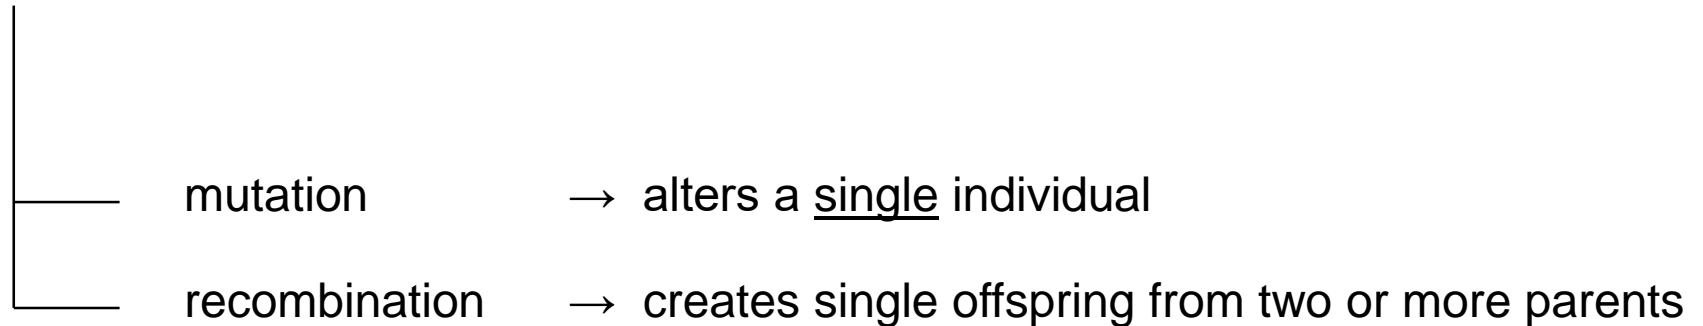 mutation → alters a single individual
recombination → creates single offspring from two or more parents